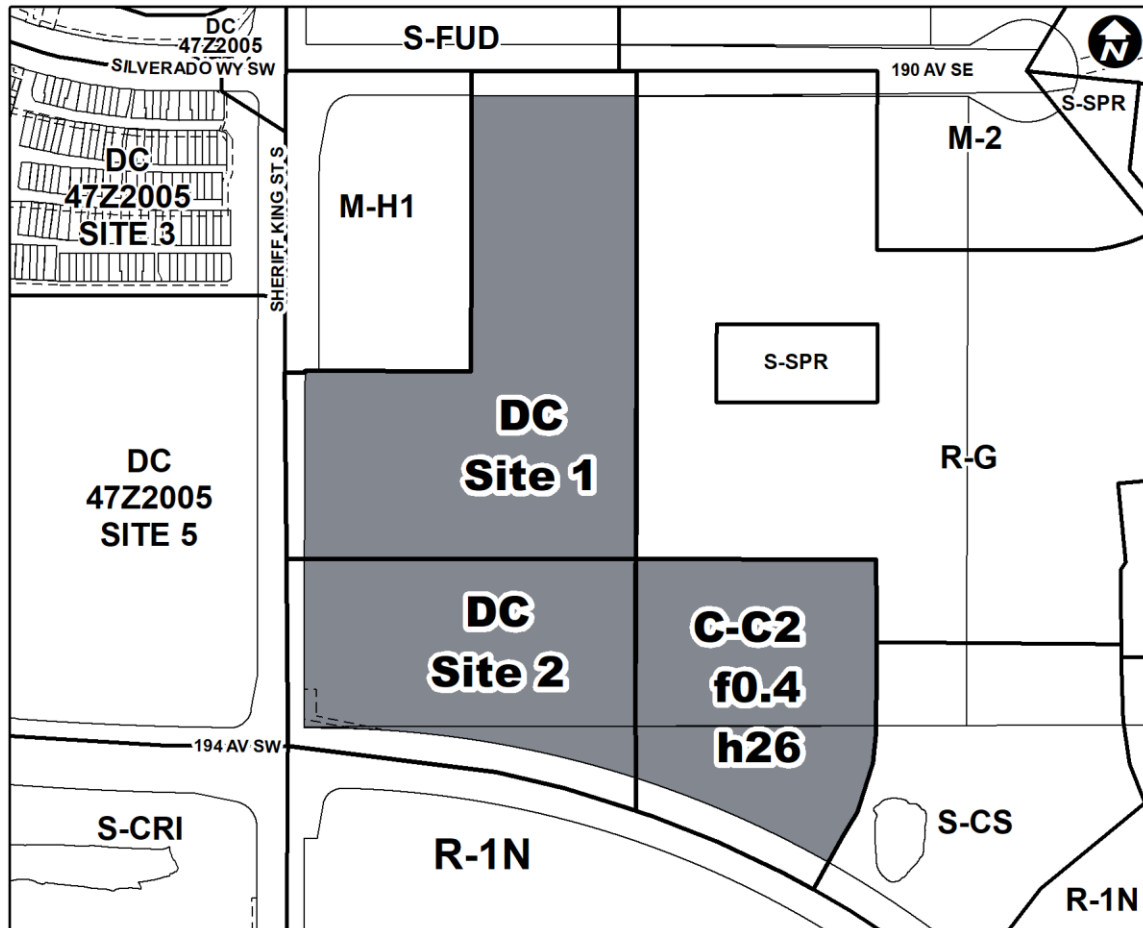 DC
47Z2005
SILVERADO WY SW
S-FUD
190 AV SE
N
S-SPR
M-2
DC
47Z2005
SITE 3
SHERIFF KING ST S
M-H1
S-SPR
DC
Site 1
R-G
DC
47Z2005
SITE 5
DC
Site 2
C-C2
f0.4
h26
194 AV SW
S-CRI
R-1N
S-CS
R-1N